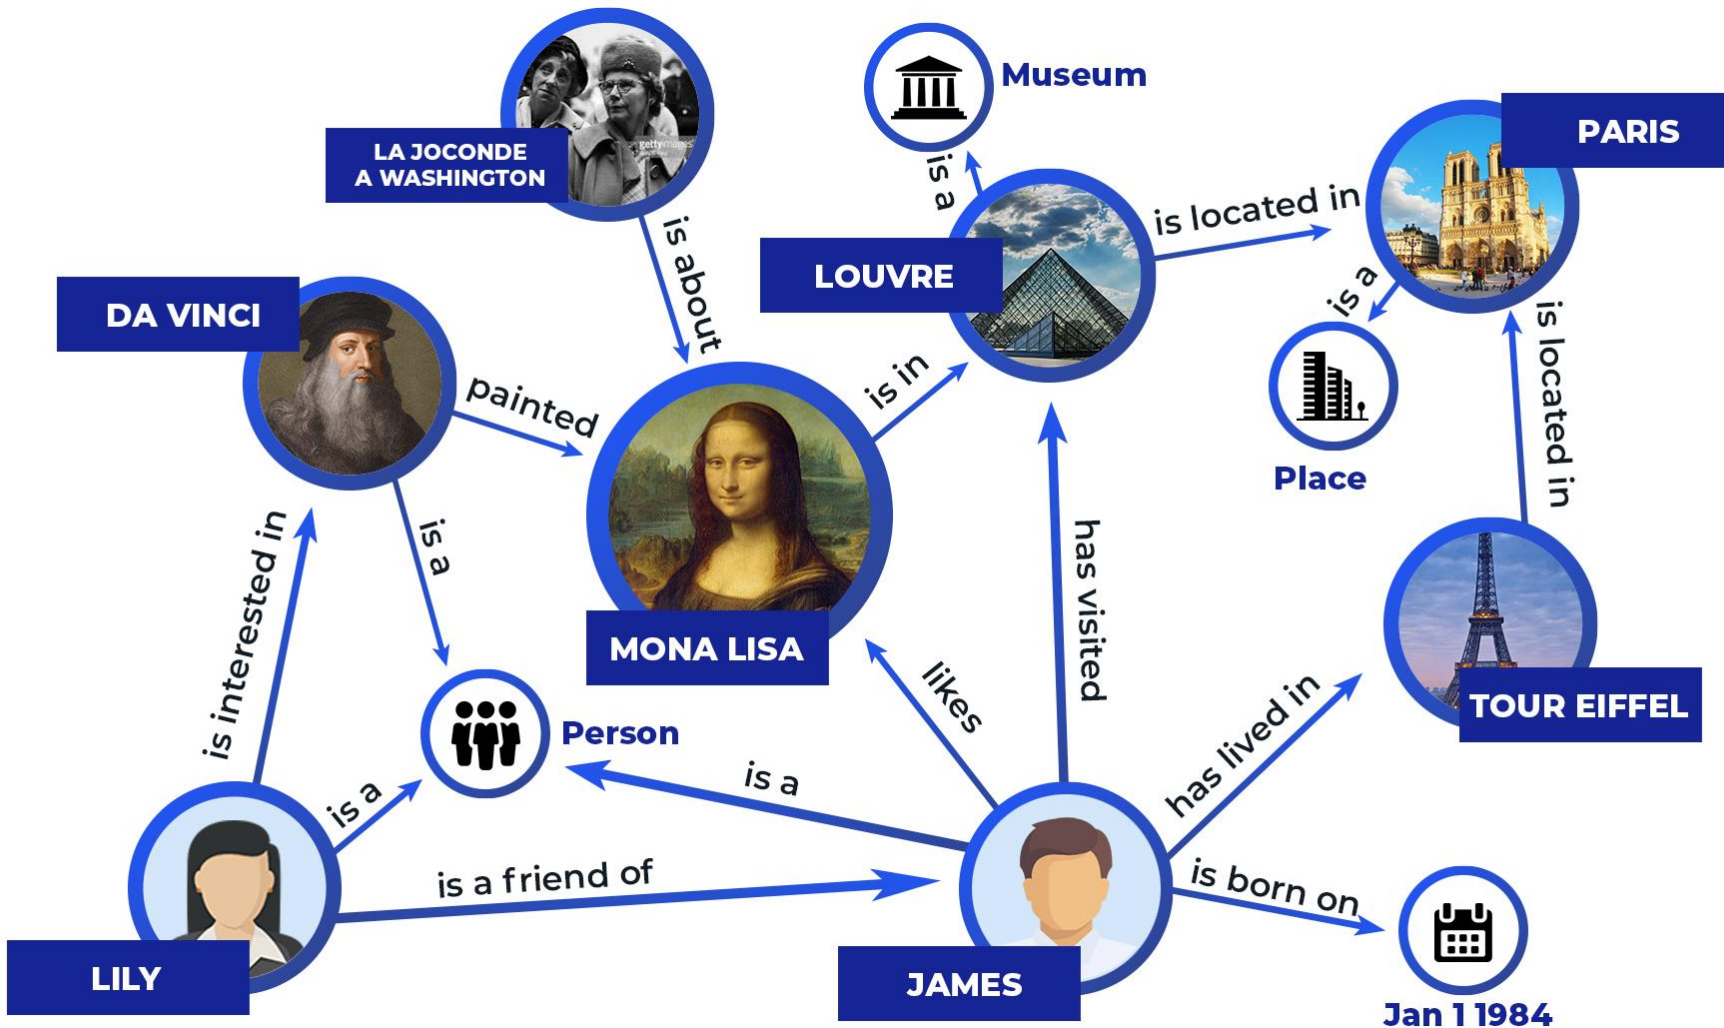 Museum
PARIS
LA JOCONDE
A WASHINGTON
gettyimages
is a
is located in
is about
LOUVRE
is a
DA VINCI
is in
is located in
painted
Place
is interested in
is a
has visited
MONA LISA
likes
TOUR EIFFEL
Person
is a
has lived in
is a
is a friend of
is born on
LILY
JAMES
Jan 1 1984